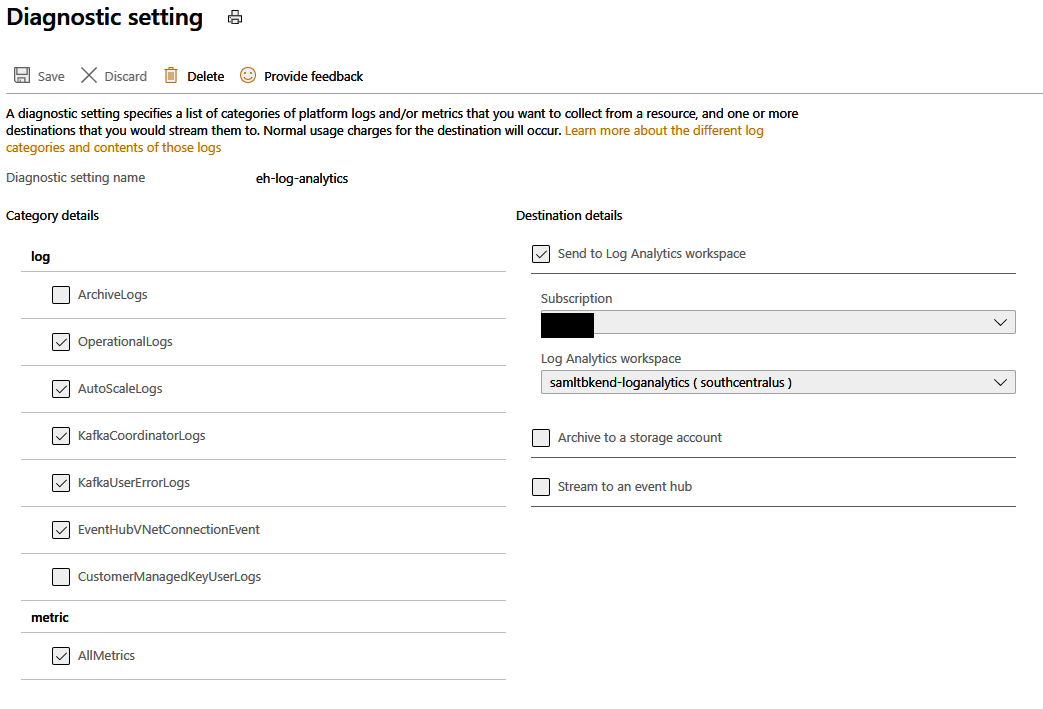 Diagnostic setting
Save Discard Delete Provide feedback
A diagnostic setting specifies a list of categories of platform logs and/or metrics that you want to collect from a resource, and one or more
destinations that you would stream them to. Normal usage charges for the destination will occur. Learn more about the different log
categories and contents of those logs
Diagnostic setting name eh-log-analytics
Category details
log
ArchiveLogs
OperationalLogs
AutoScaleLogs
KafkaCoordinatorLogs
KafkaUserErrorLogs
EventHubVNetConnectionEvent
CustomerManagedKeyUserLogs
metric
AllMetrics
Destination details
Send to Log Analytics workspace
Subscription
Log Analytics workspace
samltbkend-loganalytics ( southcentralus )
Archive to a storage account
Stream to an event hub